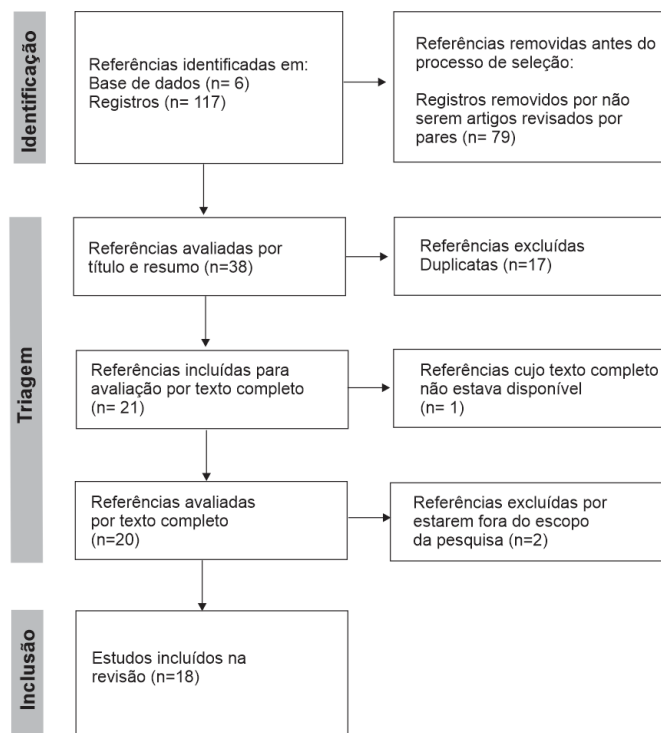 Identificação
Referências identificadas em:
Base de dados (n= 6)
Registros (n= 117)
Referências removidas antes do
processo de seleção:
Registros removidos por não
serem artigos revisados por
pares (n= 79)
Triagem
Referências avaliadas por
título e resumo (n=38)
Referências excluídas
Duplicatas (n=17)
Referências incluídas para
avaliação por texto completo
(n= 21)
Referências cujo texto completo
não estava disponível
(n= 1)
Referências avaliadas
por texto completo
(n=20)
Referências excluídas por
estarem fora do escopo
da pesquisa (n=2)
Inclusão
Estudos incluídos na
revisão (n=18)